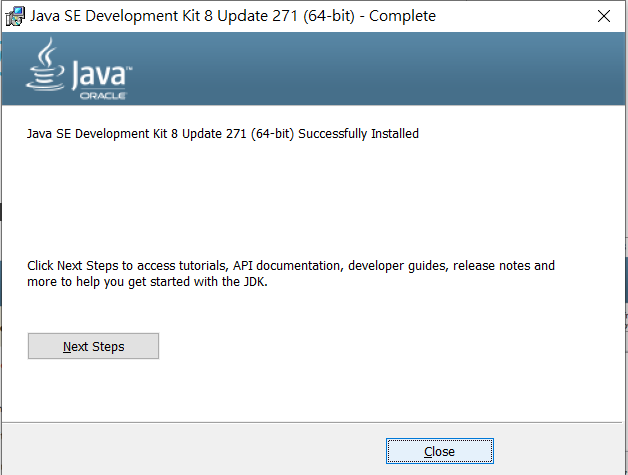 Java SE Development Kit 8 Update 271 (64-bit) - Complete
Java™
ORACLE
Java SE Development Kit 8 Update 271 (64-bit) Successfully Installed
Click Next Steps to access tutorials, API documentation, developer guides, release notes and
more to help you get started with the JDK.
Next Steps
Close